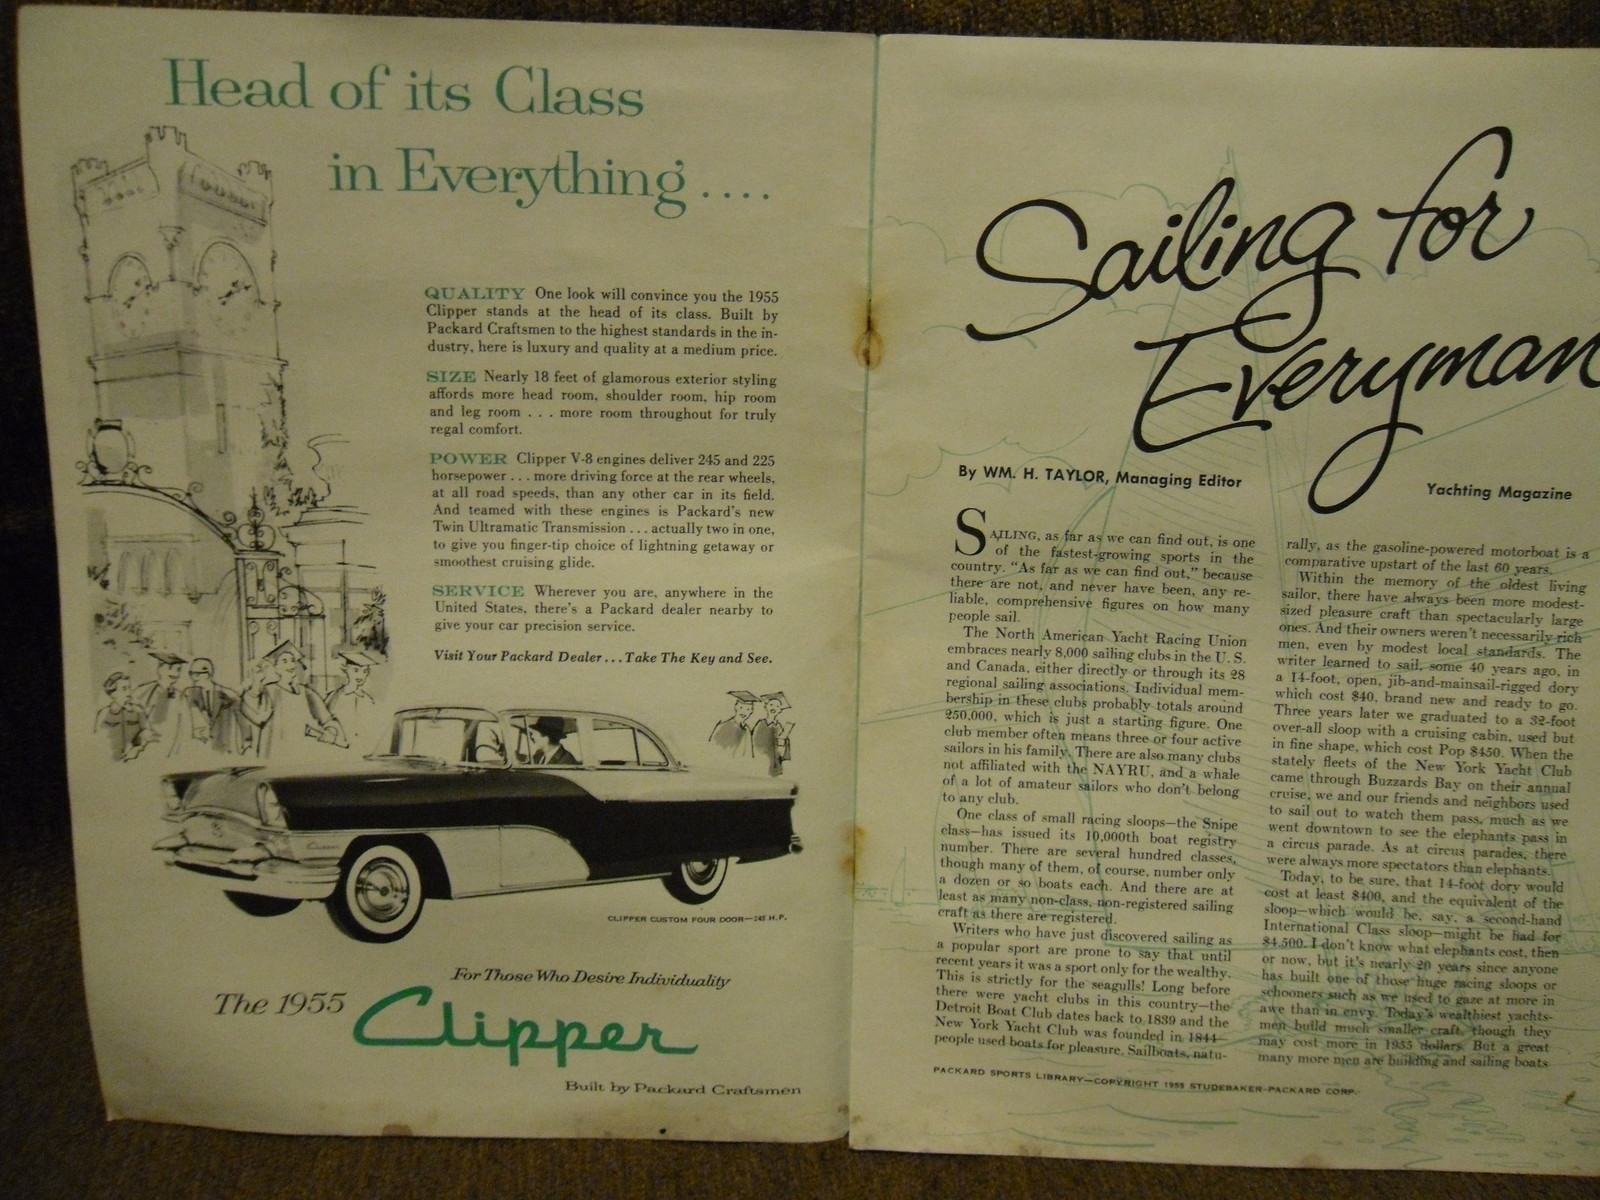 Head of its Class
in Everything ....
QUALITY One look will convince you the 1955
Clipper stands at the head of its class. Built by
Packard Craftsmen to the highest standards in the in-
dustry, here is luxury and quality at a medium price.
SIZE Nearly 18 feet of glamorous exterior styling
affords more head room, shoulder room, hip room
and leg room . . . more room throughout for truly
regal comfort.
POWER Clipper V-8 engines deliver 245 and 225
horsepower . . . more driving force at the rear wheels,
at all road speeds, than any other car in its field.
And teamed with these engines is Packard's new
Twin Ultramatic Transmission . . . actually two in one,
to give you finger-tip choice of lightning getaway or
smoothest cruising glide.
SERVICE Wherever you are, anywhere in the
United States, there's a Packard dealer nearby to
give your car precision service.
Visit Your Packard Dealer . . . Take The Key and See.
CLIPPER CUSTOM FOUR DOOR—245 H.P.
For Those Who Desire Individuality
The 1955 Clipper
Built by Packard Craftsmen
Sailing for
Everyman
By WM. H. TAYLOR, Managing Editor
Yachting Magazine
SAILING, as far as we can find out, is one
of the fastest-growing sports in the
country. "As far as we can find out," because
there are not, and never have been, any re-
liable, comprehensive figures on how many
people sail.
The North American Yacht Racing Union
embraces nearly 8,000 sailing clubs in the U. S.
and Canada, either directly or through its 28
regional sailing associations. Individual mem-
bership in these clubs probably totals around
250,000, which is just a starting figure. One
club member often means three or four active
sailors in his family. There are also many clubs
not affiliated with the NAYRU, and a whale
of a lot of amateur sailors who don't belong
to any club.
One class of small racing sloops—the Snipe
class—has issued its 10,000th boat registry
number. There are several hundred classes,
though many of them, of course, number only
a dozen or so boats each. And there are at
least as many non-class, non-registered sailing
craft as there are registered.
Writers who have just discovered sailing as
a popular sport are prone to say that until
recent years it was a sport only for the wealthy.
This is strictly for the seagulls! Long before
there were yacht clubs in this country—the
Detroit Boat Club dates back to 1839 and the
New York Yacht Club was founded in 1844—
people used boats for pleasure. Sailboats, natu-
rally, as the gasoline-powered motorboat is a
comparative upstart of the last 60 years.
Within the memory of the oldest living
sailor, there have always been more modest-
sized pleasure craft than spectacularly large
ones. And their owners weren't necessarily rich
men, even by modest local standards. The
writer learned to sail, some 40 years ago, in
a 14-foot, open, jib-and-mainsail-rigged dory
which cost $40, brand new and ready to go.
Three years later we graduated to a 32-foot
over-all sloop with a cruising cabin, used but
in fine shape, which cost Pop $450. When the
stately fleets of the New York Yacht Club
came through Buzzards Bay on their annual
cruise, we and our friends and neighbors used
to sail out to watch them pass, much as we
went downtown to see the elephants pass in
a circus parade. As at circus parades, there
were always more spectators than elephants.
Today, to be sure, that 14-foot dory would
cost at least $400, and the equivalent of the
sloop—which would be, say, a second-hand
International Class sloop—might be had for
$4,500. I don't know what elephants cost, then
or now, but it's nearly 20 years since anyone
has built one of those huge racing sloops or
schooners such as we used to gaze at more in
awe than in envy. Today's wealthiest yachts-
men build much smaller craft, though they
may cost more in 1955 dollars. But a great
many more men are building and sailing boats
PACKARD SPORTS LIBRARY—COPYRIGHT 1955 STUDEBAKER-PACKARD CORP.